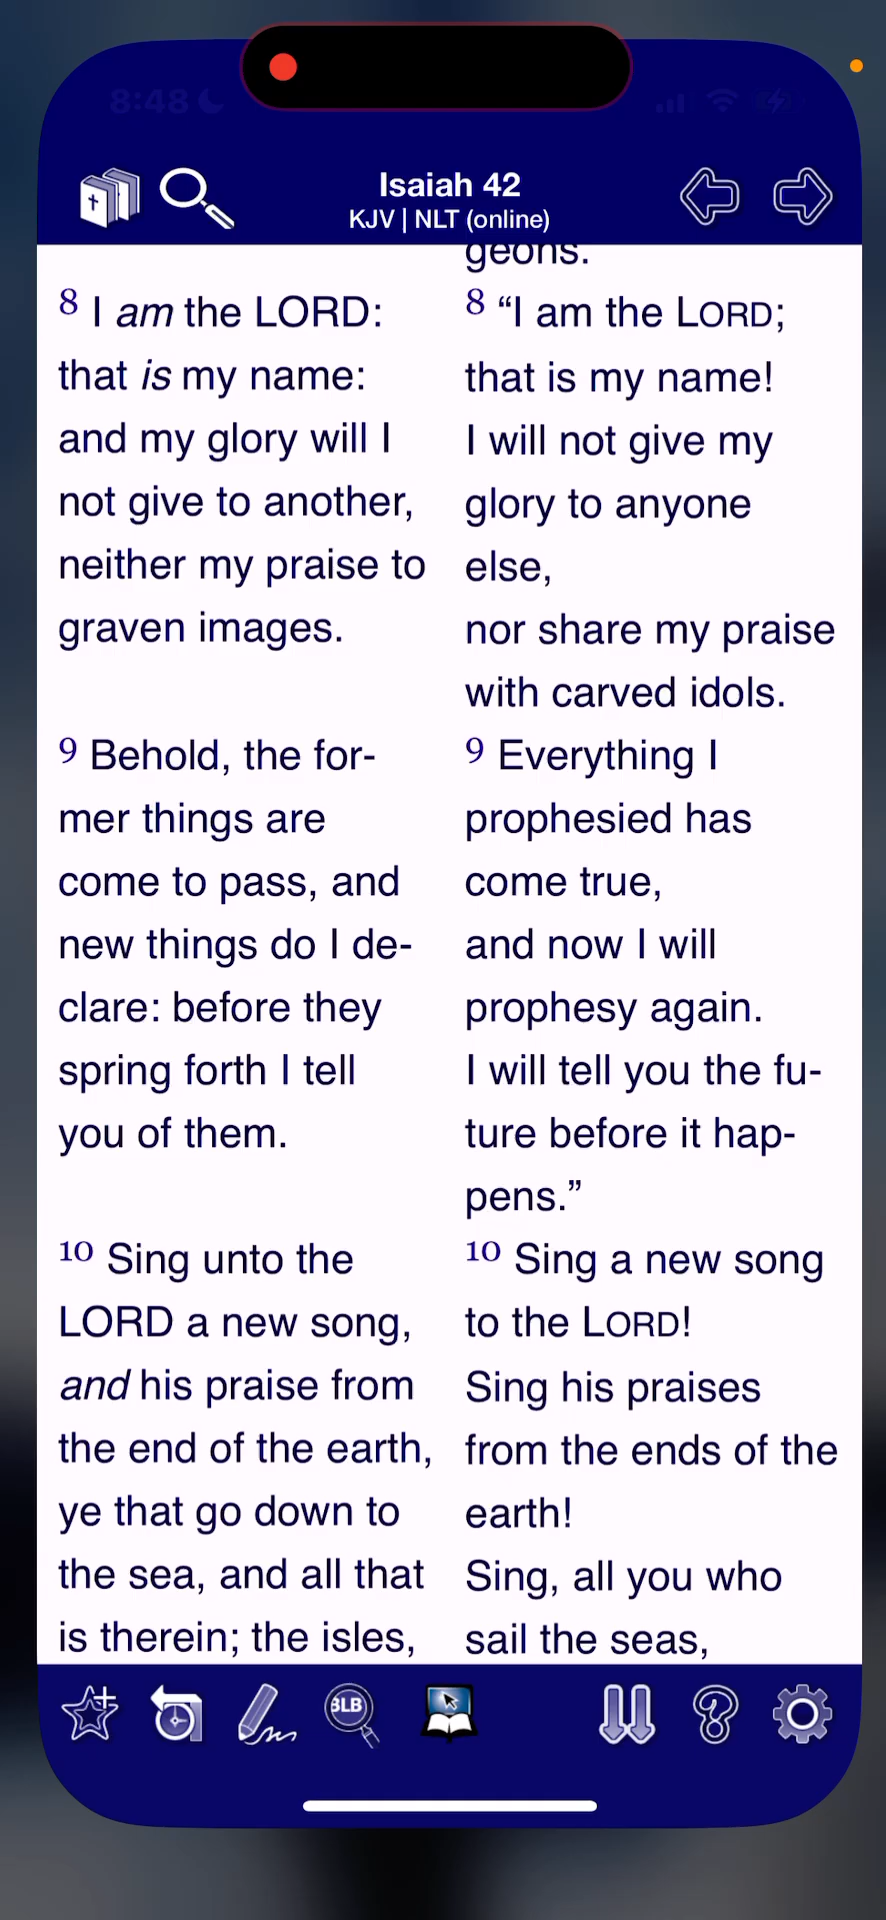 8:48
Isaiah 42
KJV | NLT (online)
8 I am the LORD:
that is my name:
and my glory will I
not give to another,
neither my praise to
graven images.
9 Behold, the for-
mer things are
come to pass, and
new things do I de-
clare: before they
spring forth I tell
you of them.
10 Sing unto the
LORD a new song,
and his praise from
the end of the earth,
ye that go down to
the sea, and all that
is therein; the isles,
geons.
8 “I am the LORD;
that is my name!
I will not give my
glory to anyone
else,
nor share my praise
with carved idols.
9 Everything I
prophesied has
come true,
and now I will
prophesy again.
I will tell you the fu-
ture before it hap-
pens.”
10 Sing a new song
to the LORD!
Sing his praises
from the ends of the
earth!
Sing, all you who
sail the seas,
BLB